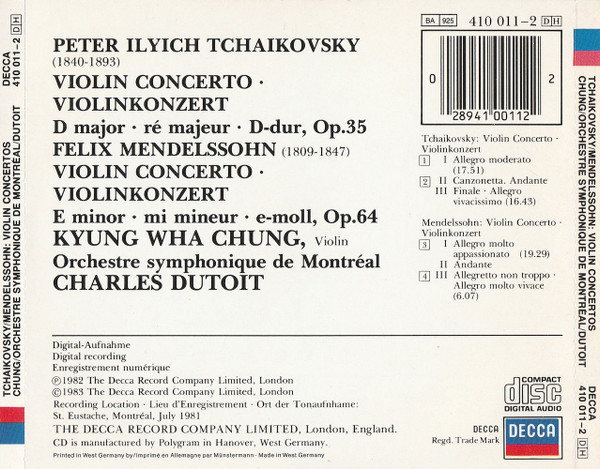 TCHAIKOVSKY/MENDELSSOHN: VIOLIN CONCERTOS
CHUNG/ORCHESTRE SYMPHONIQUE DE MONTRÉAL/DUTOIT
DECCA
410 011-2 DH
PETER ILYICH TCHAIKOVSKY
(1840-1893)
VIOLIN CONCERTO ·
VIOLINKONZERT
D major · ré majeur · D-dur, Op.35
FELIX MENDELSSOHN (1809-1847)
VIOLIN CONCERTO ·
VIOLINKONZERT
E minor · mi mineur · e-moll, Op.64
KYUNG WHA CHUNG, Violin
Orchestre symphonique de Montréal
CHARLES DUTOIT
Digital-Aufnahme
Digital recording
Enregistrement numérique
Ⓟ1982 The Decca Record Company Limited, London
©1983 The Decca Record Company Limited, London
Recording Location · Lieu d'Enregistrement · Ort der Tonaufnhame:
St. Eustache, Montréal, July 1981
THE DECCA RECORD COMPANY LIMITED, London, England.
CD is manufactured by Polygram in Hanover, West Germany.
Printed in West Germany by/Imprimé en Allemagne par Münstermann · Made in West Germany
BA 925 410 011-2 DH
0 28941 00112 2
Tchaikovsky: Violin Concerto ·
Violinkonzert
1 I Allegro moderato
(17.51)
2 II Canzonetta. Andante
III Finale · Allegro
vivacissimo (16.43)
Mendelssohn: Violin Concerto ·
Violinkonzert
3 I Allegro molto
appassionato (19.29)
II Andante
4 III Allegretto non troppo ·
Allegro molto vivace
(6.07)
COMPACT
disc
DIGITAL AUDIO
DECCA
Regd. Trade Mark
DECCA
TCHAIKOVSKY/MENDELSSOHN: VIOLIN CONCERTOS
CHUNG/ORCHESTRE SYMPHONIQUE DE MONTRÉAL/DUTOIT
DECCA
410 011-2 DH